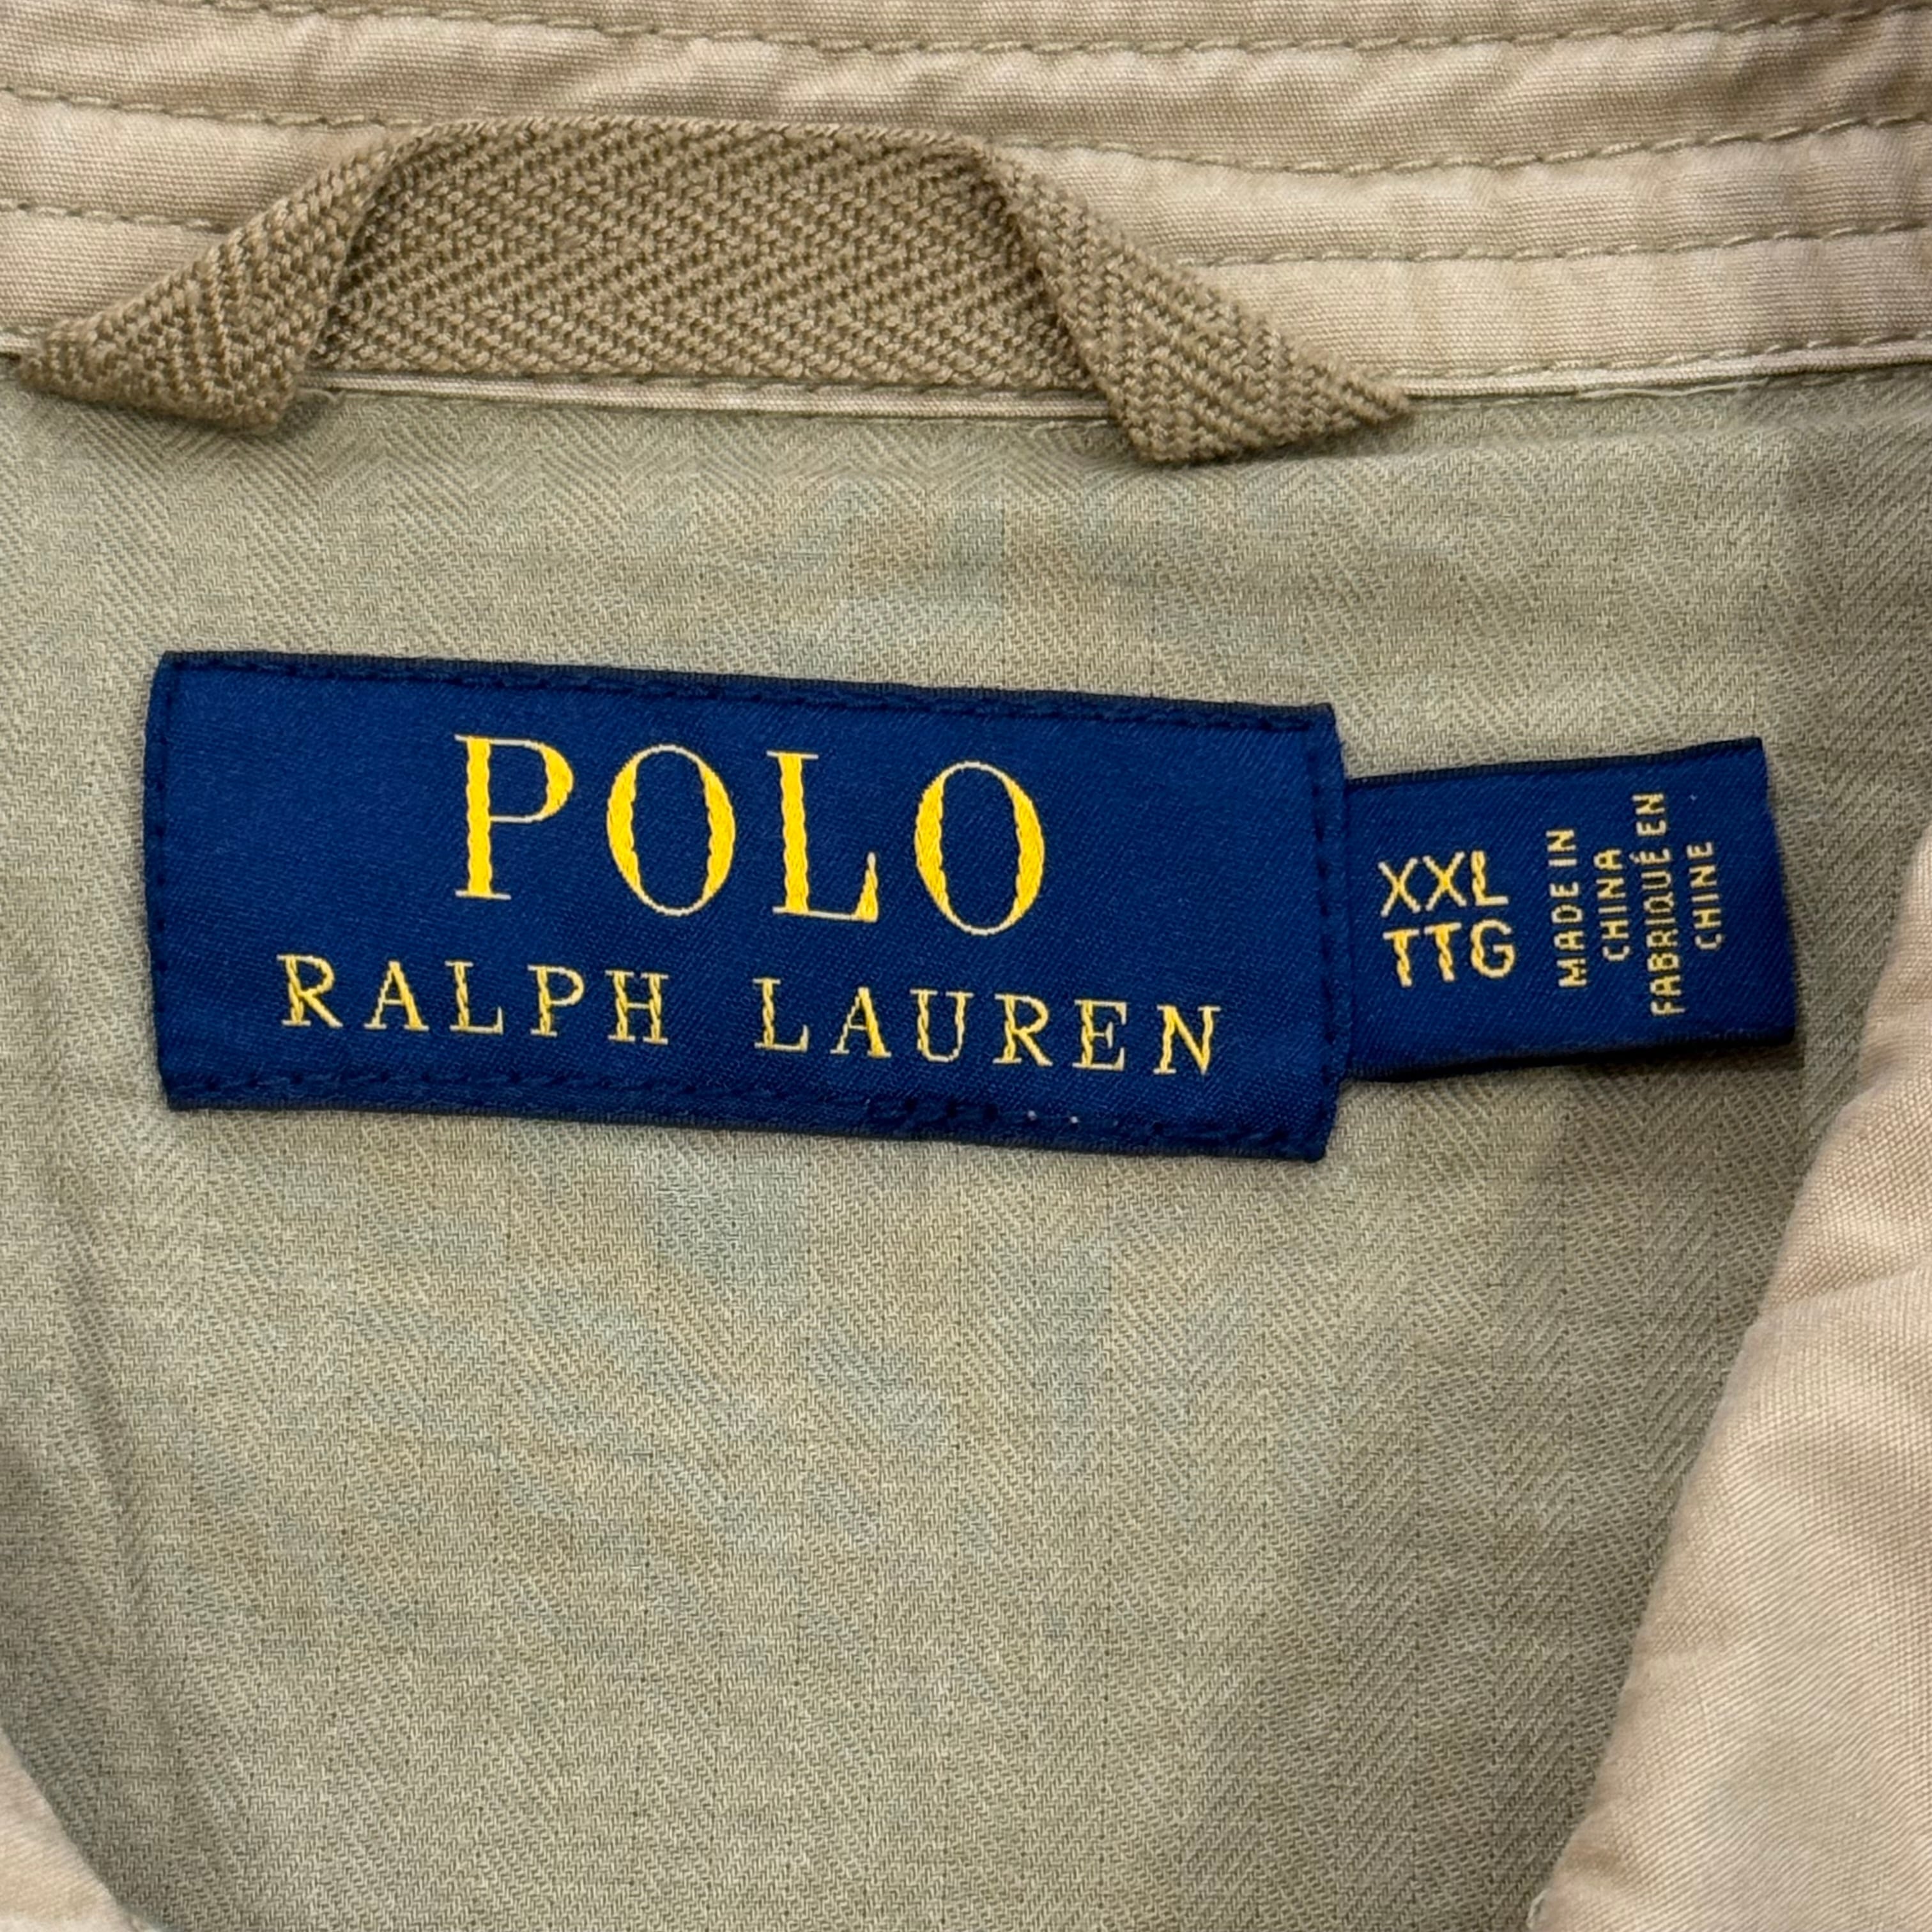 POLO
RALPH LAUREN
XXL
TTG
MADE IN
CHINA
FABRIQUÉ EN
CHINE